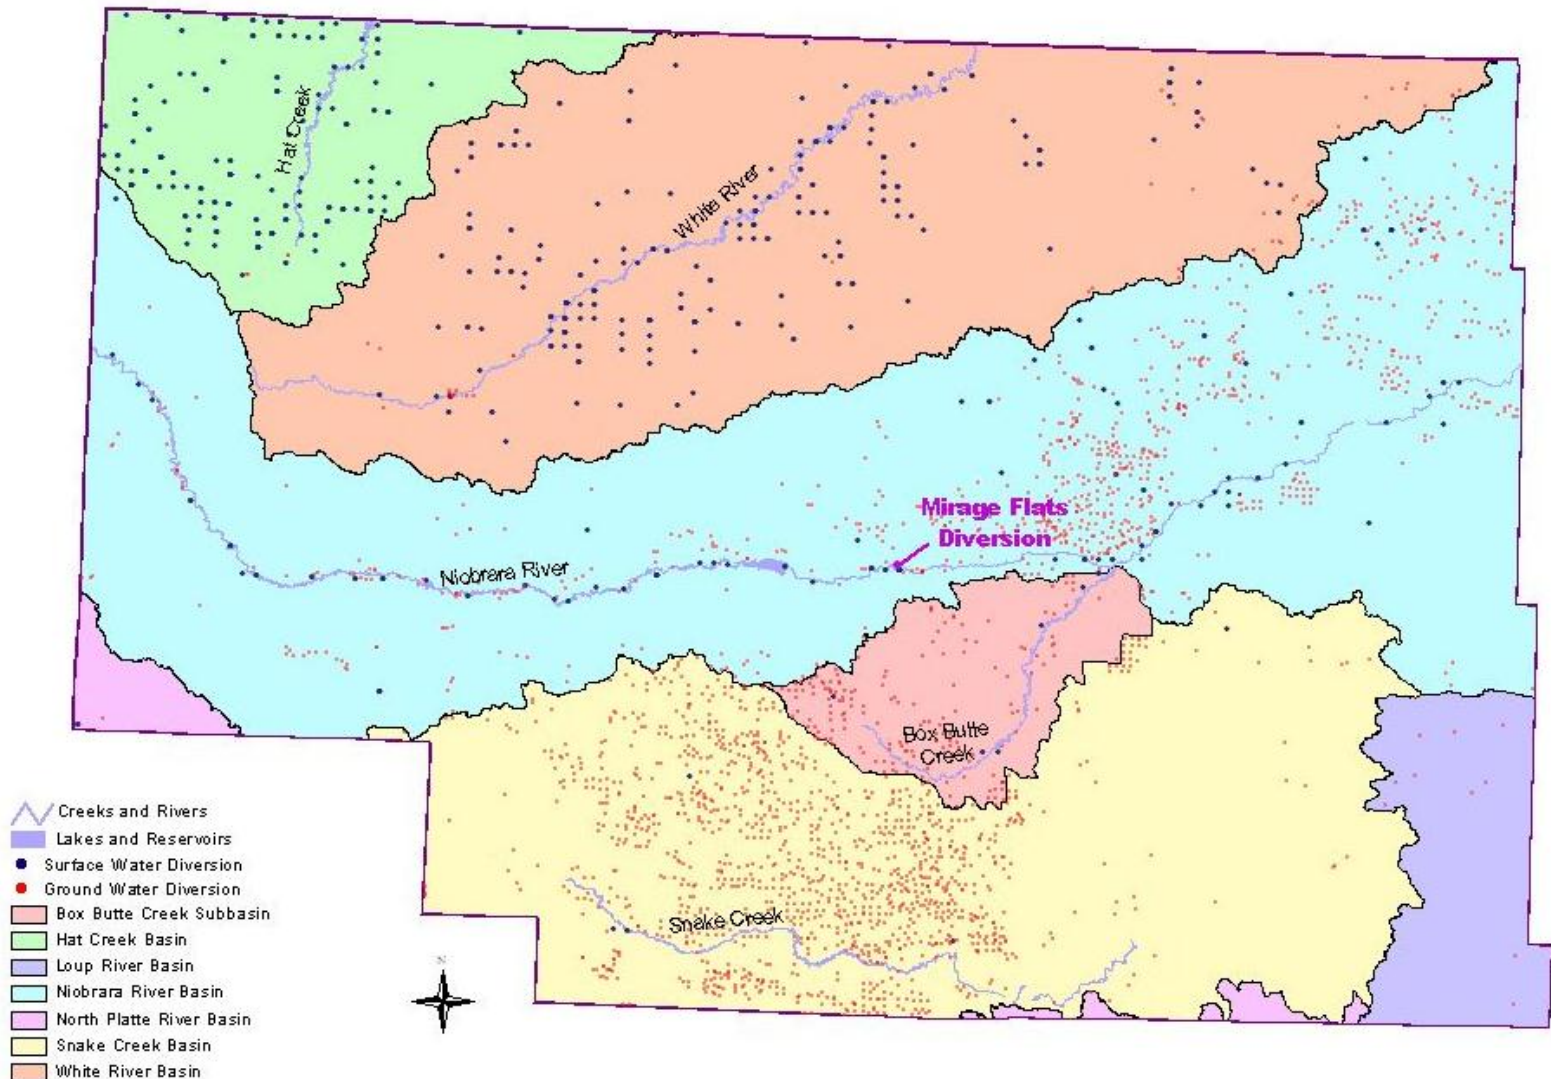 Hat Creek
White River
Mirage Flats
Diversion
Niobrara River
Box Butte
Creek
Snake Creek
N
Creeks and Rivers
Lakes and Reservoirs
Surface Water Diversion
Ground Water Diversion
Box Butte Creek Subbasin
Hat Creek Basin
Loup River Basin
Niobrara River Basin
North Platte River Basin
Snake Creek Basin
White River Basin